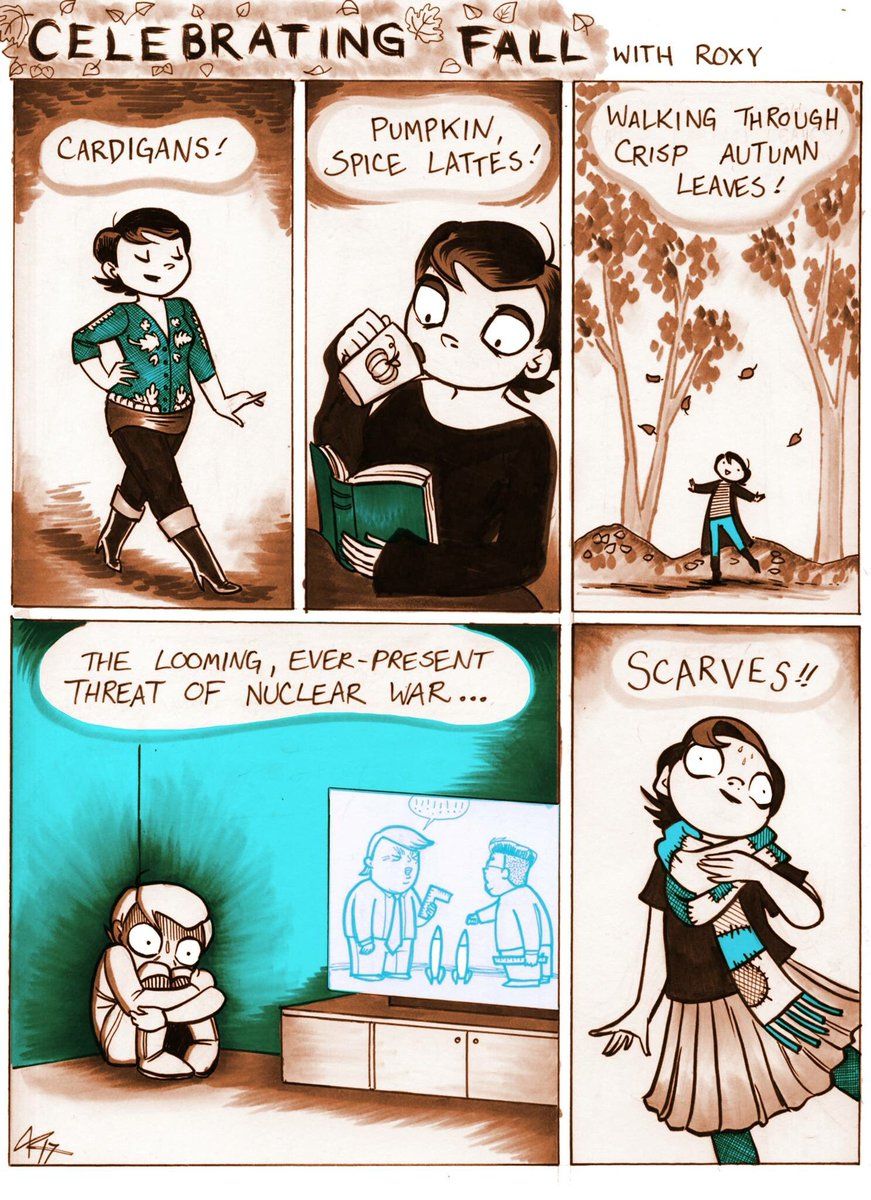 CELEBRATING FALL WITH ROXY
CARDIGANS!
PUMPKIN,
SPICE LATTES!
WALKING THROUGH
CRISP AUTUMN
LEAVES!
THE LOOMING, EVER-PRESENT
THREAT OF NUCLEAR WAR...
SCARVES!!